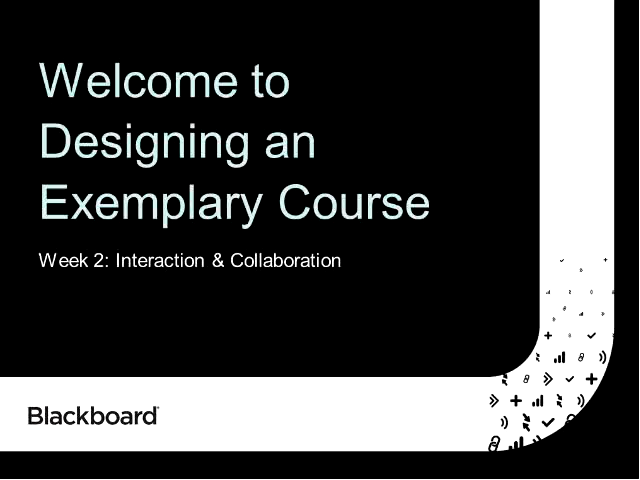 Welcome to
Designing an
Exemplary Course
Week 2: Interaction & Collaboration
Blackboard